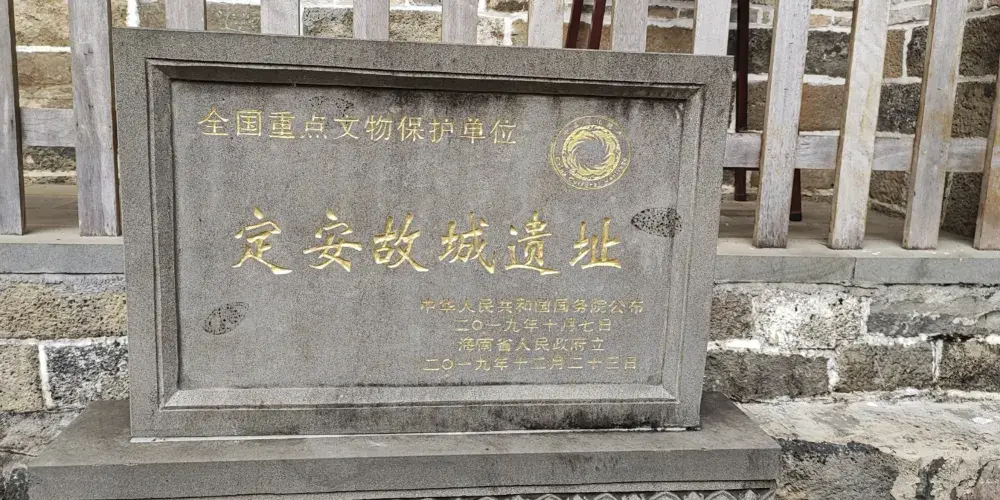 全国重点文物保护单位
定安故城遗址
中华人民共和国国务院公布
二〇一九年十月七日
海南省人民政府立
二〇一九年十二月二十三日